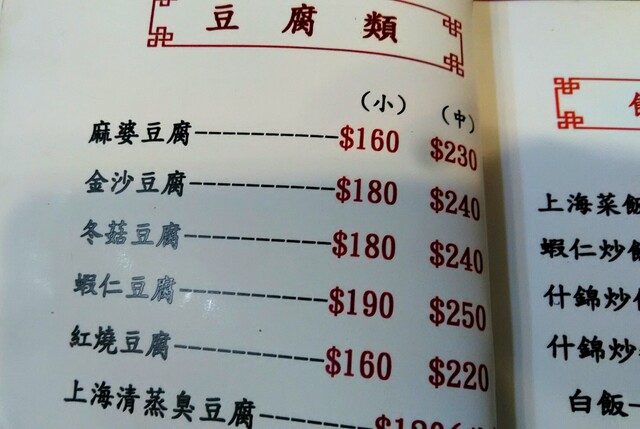 豆腐類
(小) (中)
麻婆豆腐-----------$160 $230
金沙豆腐-----------$180 $240
冬菇豆腐-----------$180 $240
蝦仁豆腐-----------$190 $250
紅燒豆腐-----------$160 $220
上海清蒸臭豆腐--------
上海菜飯
蝦仁炒飯
什錦炒
什錦炒
白飯-